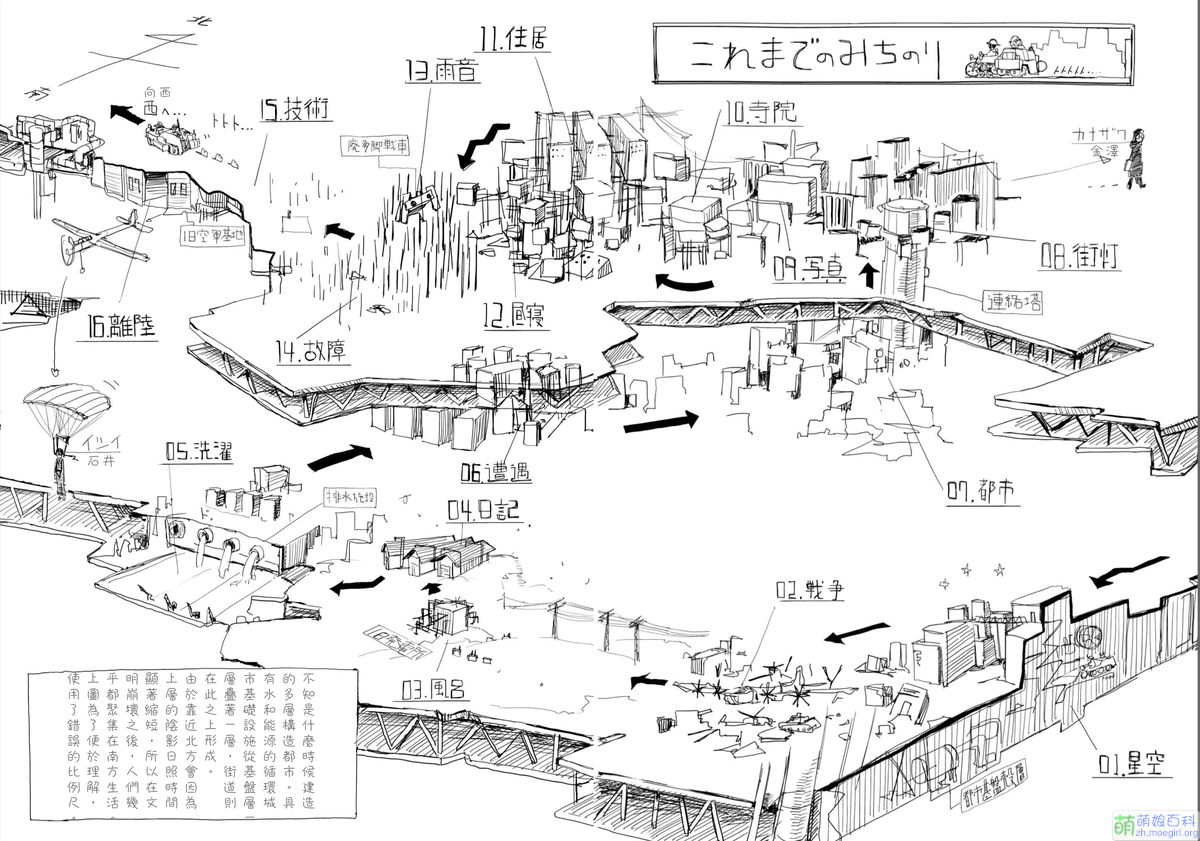 これまでのみちのり
北
南
向西
西へ...
トトト...
15.技術
13.雨音
11.住居
10.寺院
廃多脚戦車
カナザワ
金澤
旧空軍基地
16.離陸
14.故障
12.昼寝
09.写真
08.街灯
連絡塔
イシイ
石井
05.洗濯
06.遭遇
07.都市
排水施設
04.日記
03.風呂
02.戦争
01.星空
都市基盤殻層
不知是什麼時候建造
的多層構造都市。具
有水和能源的循環城
市基礎設施從基盤層一
層疊著一層,街道則
在此之上形成。
由於靠近北方會因為
上層的陰影日照時間
顯著縮短,所以在文
明崩壞之後,人們幾
乎都聚集在南方生活。
上圖為了便於理解,
使用了錯誤的比例尺。
萌娘百科
zh.moegirl.org